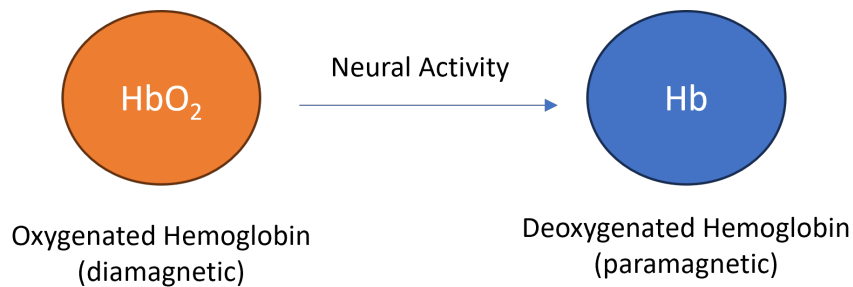 HbO₂
Neural Activity
Hb
Oxygenated Hemoglobin
(diamagnetic)
Deoxygenated Hemoglobin
(paramagnetic)